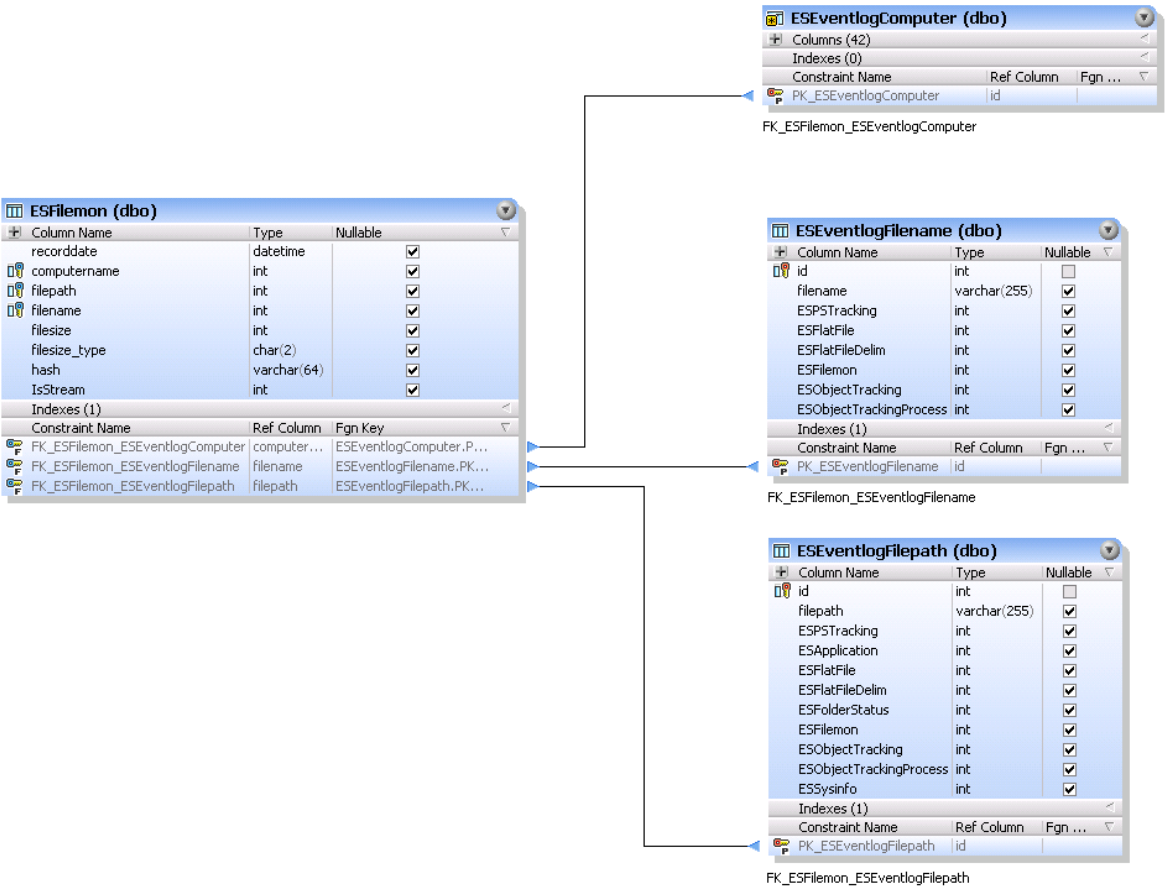 ESEventlogComputer (dbo)
Columns (42)
Indexes (0)
Constraint Name Ref Column Fgn ...
PK_ESEventlogComputer id
FK_ESFilemon_ESEventlogComputer
ESFilemon (dbo)
Column Name Type Nullable
recorddate datetime
computername int
filepath int
filename int
filesize int
filesize_type char(2)
hash varchar(64)
IsStream int
Indexes (1)
Constraint Name Ref Column Fgn Key
FK_ESFilemon_ESEventlogComputer computer... ESEventlogComputer.P...
FK_ESFilemon_ESEventlogFilename filename ESEventlogFilename.PK...
FK_ESFilemon_ESEventlogFilepath filepath ESEventlogFilepath.PK...
ESEventlogFilename (dbo)
Column Name Type Nullable
id int
filename varchar(255)
ESPSTracking int
ESFlatFile int
ESFlatFileDelim int
ESFilemon int
ESObjectTracking int
ESObjectTrackingProcess int
Indexes (1)
Constraint Name Ref Column Fgn ...
PK_ESEventlogFilename id
FK_ESFilemon_ESEventlogFilename
ESEventlogFilepath (dbo)
Column Name Type Nullable
id int
filepath varchar(255)
ESPSTracking int
ESApplication int
ESFlatFile int
ESFlatFileDelim int
ESFolderStatus int
ESFilemon int
ESObjectTracking int
ESObjectTrackingProcess int
ESSysinfo int
Indexes (1)
Constraint Name Ref Column Fgn ...
PK_ESEventlogFilepath id
FK_ESFilemon_ESEventlogFilepath